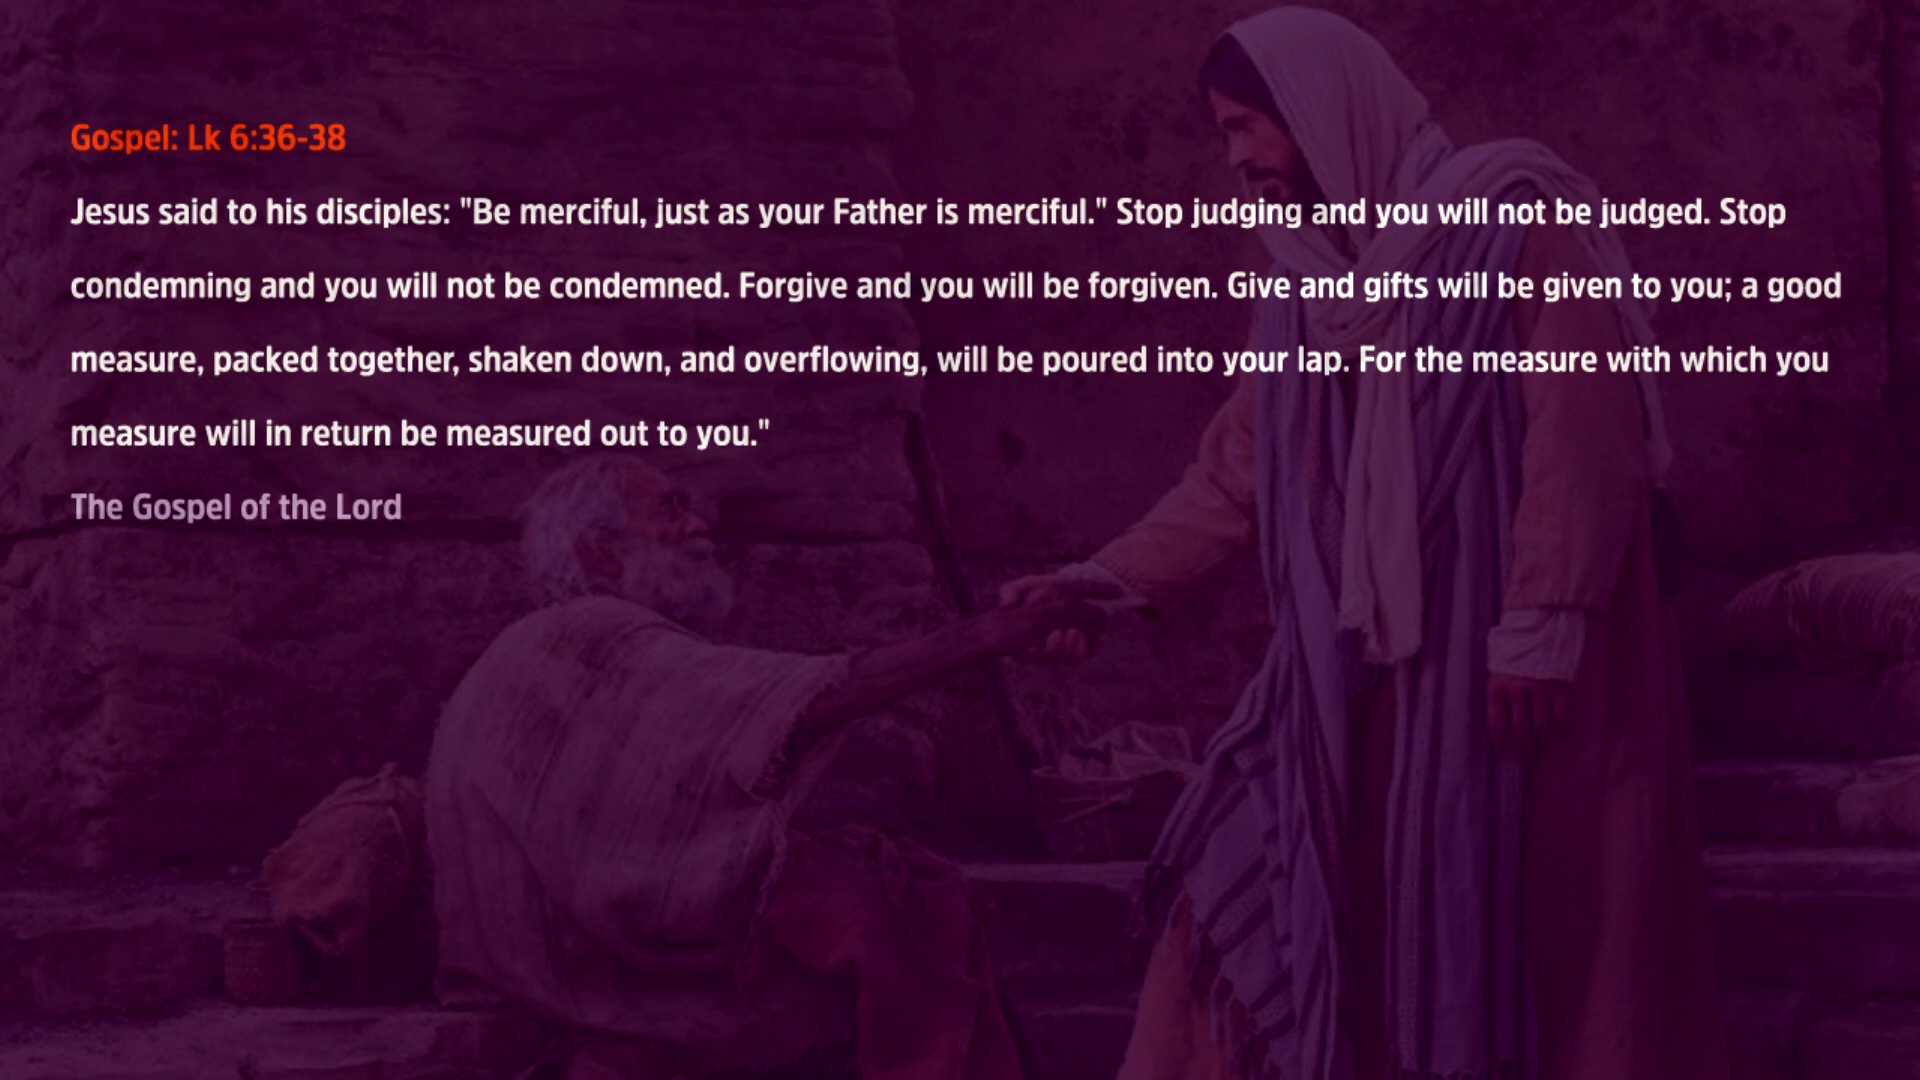 Gospel: Lk 6:36-38
Jesus said to his disciples: "Be merciful, just as your Father is merciful." Stop judging and you will not be judged. Stop
condemning and you will not be condemned. Forgive and you will be forgiven. Give and gifts will be given to you; a good
measure, packed together, shaken down, and overflowing, will be poured into your lap. For the measure with which you
measure will in return be measured out to you."
The Gospel of the Lord